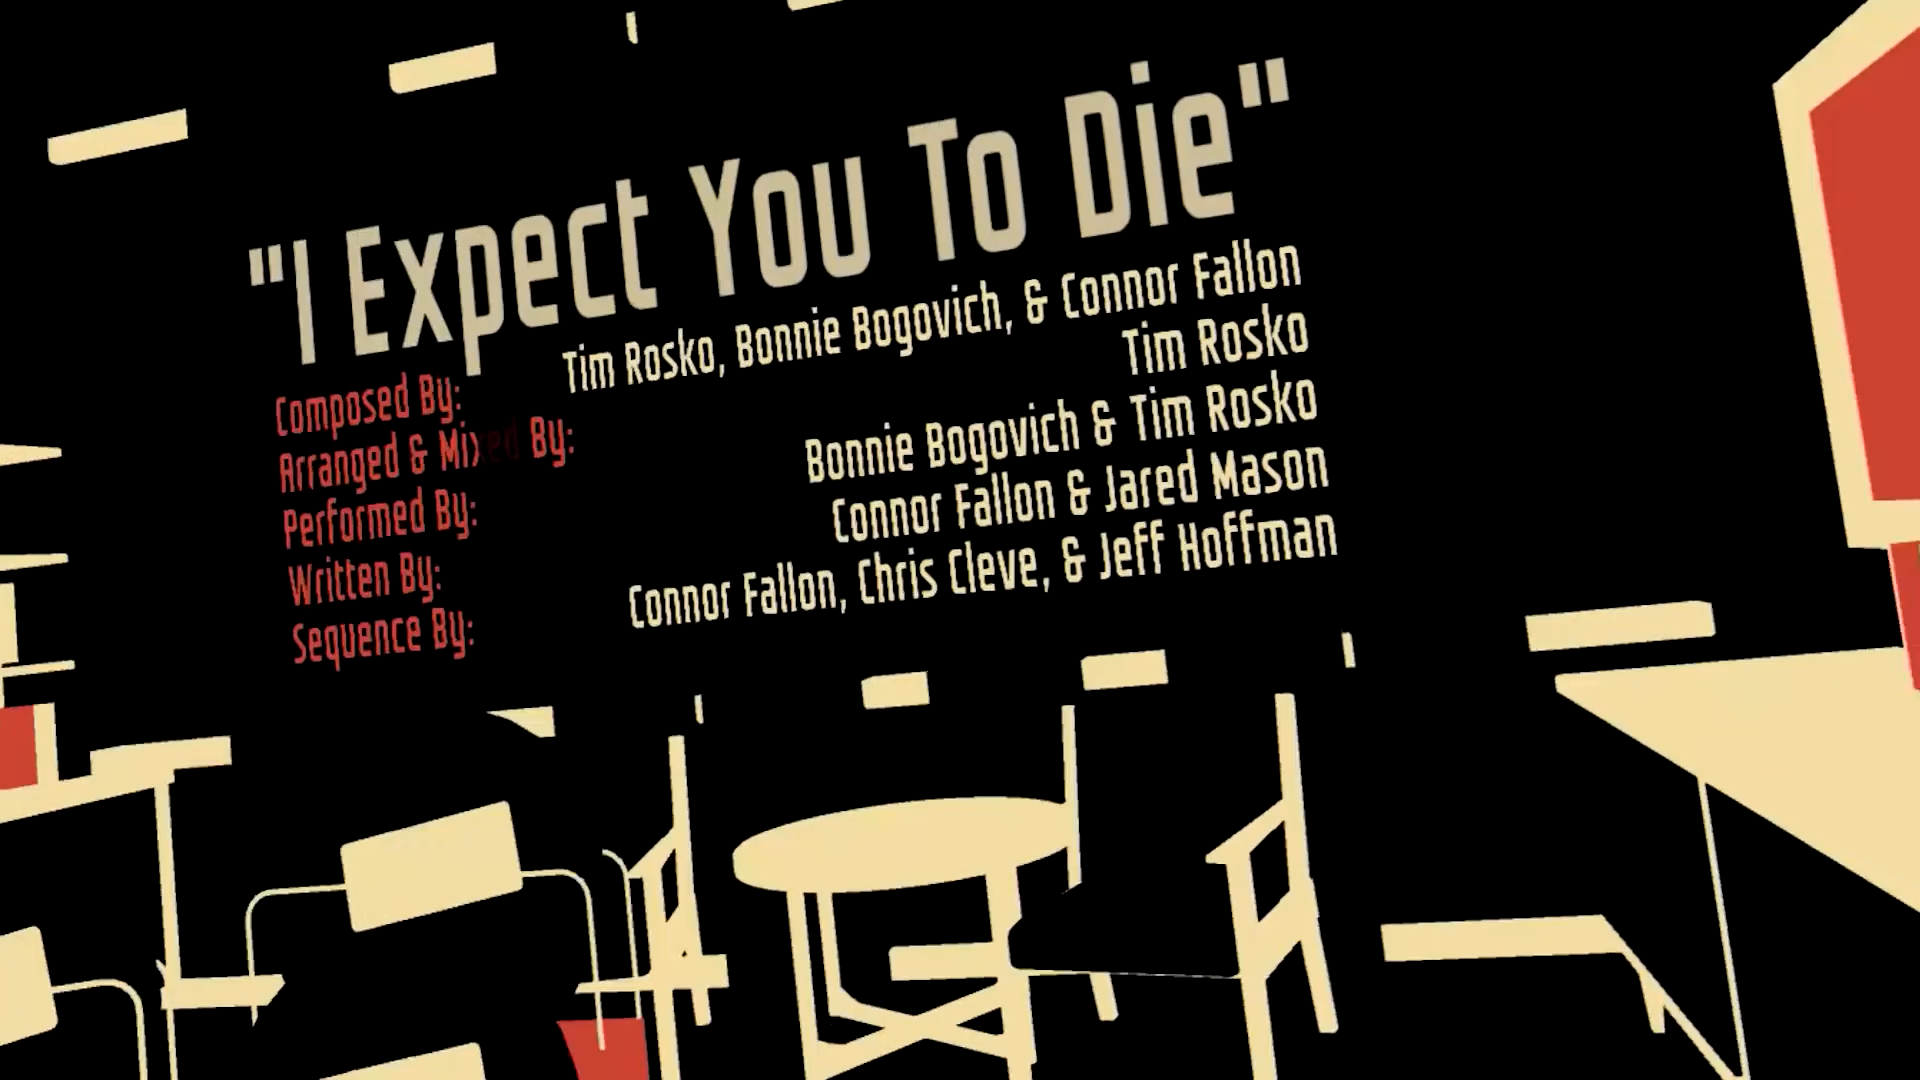 "I Expect You To Die"
Composed By: Tim Rosko, Bonnie Bogovich, & Connor Fallon
Arranged & Mixed By: Tim Rosko
Performed By: Bonnie Bogovich & Tim Rosko
Written By: Connor Fallon & Jared Mason
Sequence By: Connor Fallon, Chris Cleve, & Jeff Hoffman